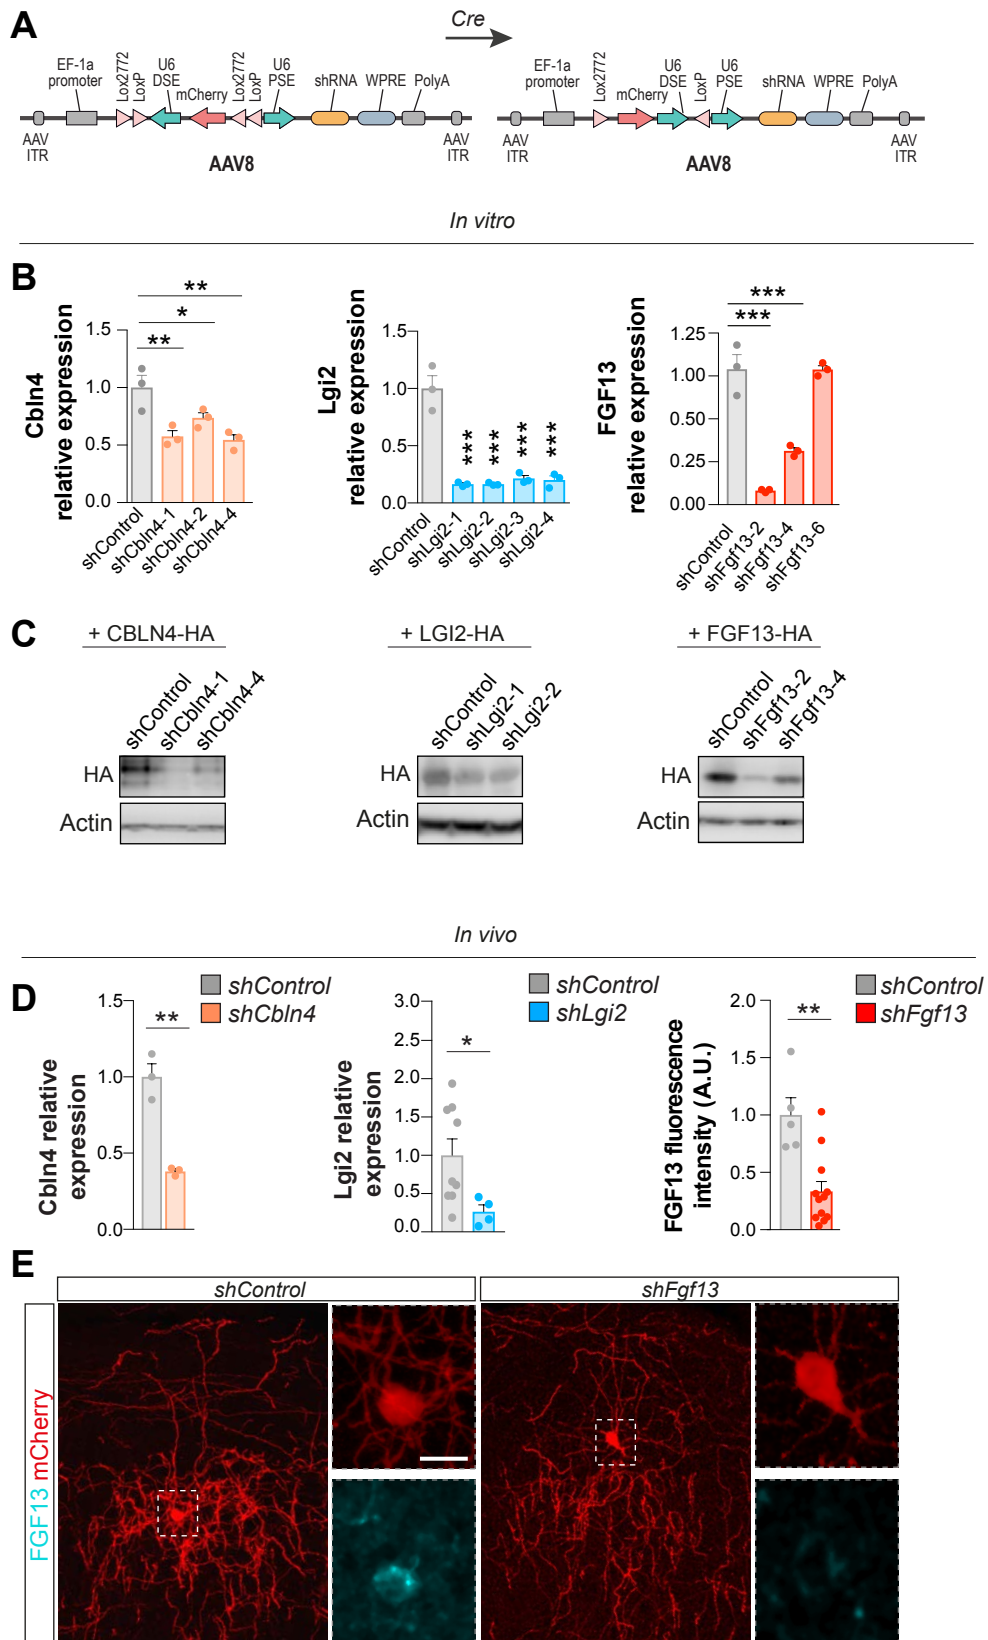 A
Cre
EF-1a promoter
Lox2772
LoxP
U6 DSE
mCherry
Lox2772
LoxP
U6 PSE
shRNA
WPRE
PolyA
AAV ITR
AAV ITR
AAV8
EF-1a promoter
Lox2772
mCherry
U6 DSE
LoxP
U6 PSE
shRNA
WPRE
PolyA
AAV ITR
AAV ITR
AAV8
In vitro
B
Cbln4
relative expression
1.5
1.0
0.5
0.0
**
*
**
shControl
shCbln4-1
shCbln4-2
shCbln4-4
Lgi2
relative expression
1.5
1.0
0.5
0.0
***
***
***
***
shControl
shLgi2-1
shLgi2-2
shLgi2-3
shLgi2-4
FGF13
relative expression
1.25
1.00
0.50
0.25
0.00
***
***
shControl
shFgf13-2
shFgf13-4
shFgf13-6
C
+ CBLN4-HA
shControl
shCbln4-1
shCbln4-4
HA
Actin
+ LGI2-HA
shControl
shLgi2-1
shLgi2-2
HA
Actin
+ FGF13-HA
shControl
shFgf13-2
shFgf13-4
HA
Actin
In vivo
D
shControl
shCbln4
Cbln4 relative
expression
1.5
1.0
0.5
0.0
**
shControl
shLgi2
Lgi2 relative
expression
3.0
2.5
2.0
1.5
1.0
0.5
0.0
*
shControl
shFgf13
FGF13 fluorescence
intensity (A.U.)
2.0
1.5
1.0
0.5
0.0
**
E
shControl
shFgf13
FGF13 mCherry